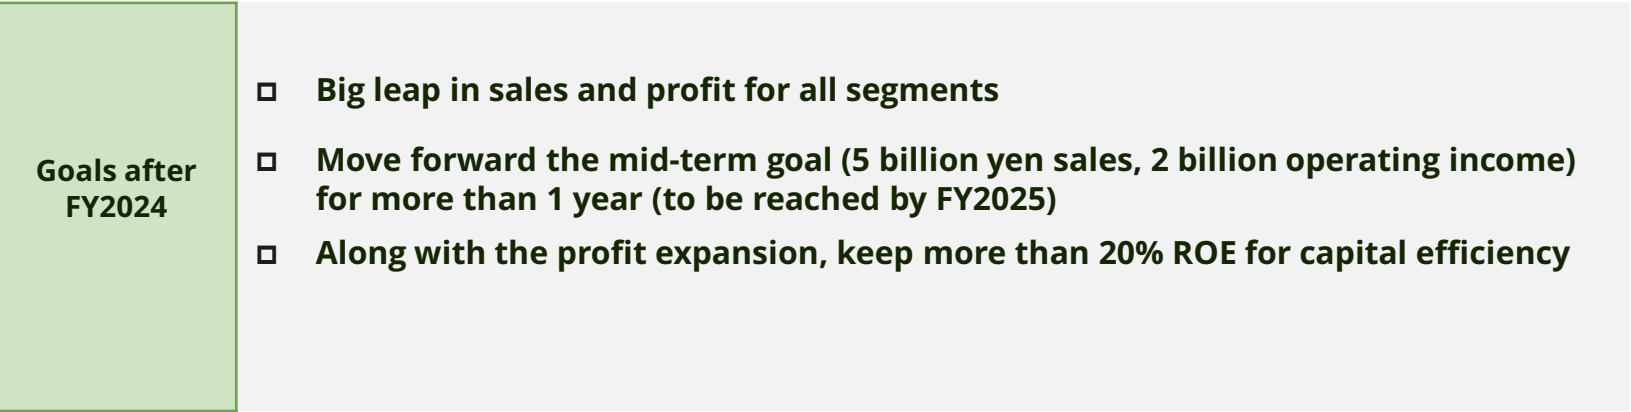 Goals after
FY2024
Big leap in sales and profit for all segments
Move forward the mid-term goal (5 billion yen sales, 2 billion operating income)
for more than 1 year (to be reached by FY2025)
Along with the profit expansion, keep more than 20% ROE for capital efficiency